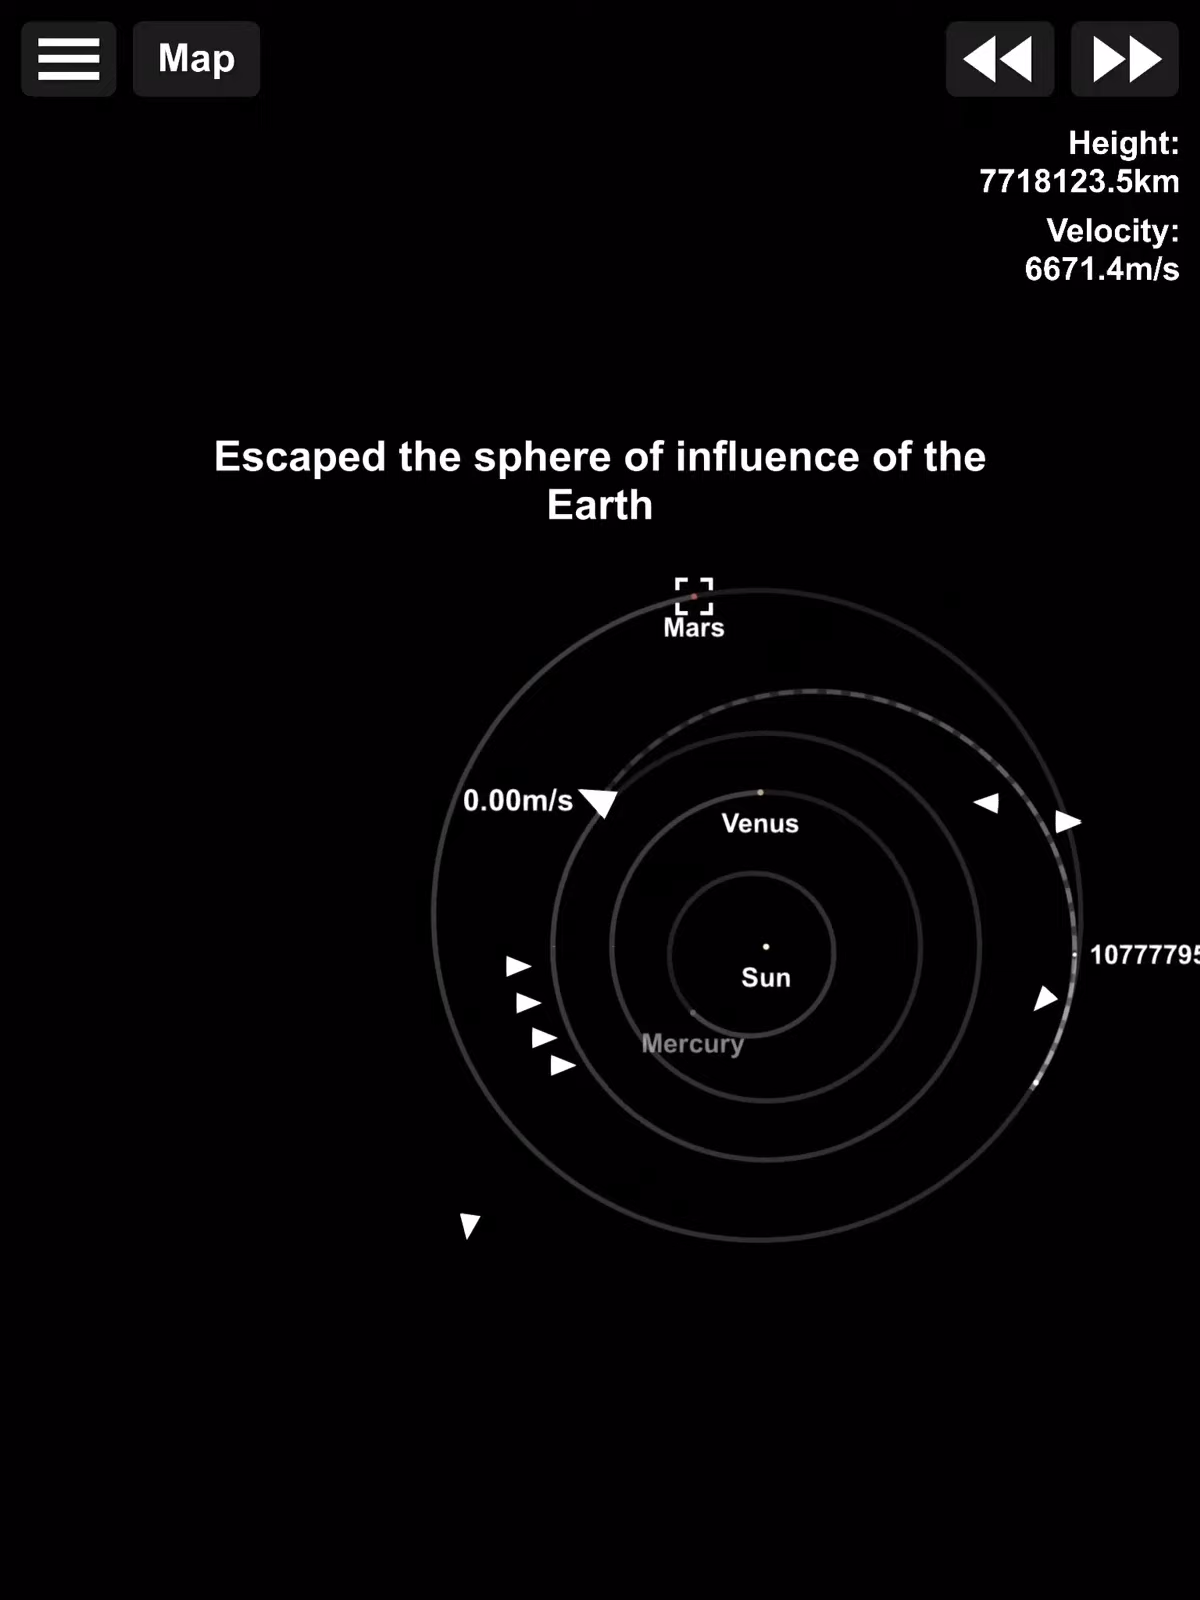 Map
Height:
7718123.5km
Velocity:
6671.4m/s
Escaped the sphere of influence of the
Earth
Mars
0.00m/s
Venus
10777795
Sun
Mercury